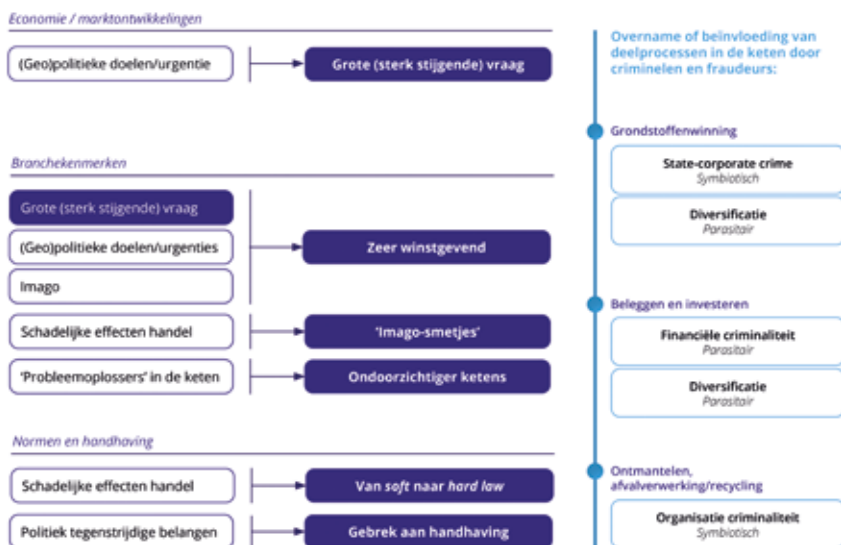 Economie / marktontwikkelingen
(Geo)politieke doelen/urgentie
Grote (sterk stijgende) vraag
Branchekenmerken
Grote (sterk stijgende) vraag
(Geo)politieke doelen/urgenties
Imago
Zeer winstgevend
Schadelijke effecten handel
'Imago-smetjes'
'Probleemoplossers' in de keten
Ondoorzichtiger ketens
Normen en handhaving
Schadelijke effecten handel
Van soft naar hard law
Politiek tegenstrijdige belangen
Gebrek aan handhaving
Overname of beïnvloeding van
deelprocessen in de keten door
criminelen en fraudeurs:
Grondstoffenwinning
State-corporate crime
Symbiotisch
Diversificatie
Parasitair
Beleggen en investeren
Financiële criminaliteit
Parasitair
Diversificatie
Parasitair
Ontmantelen,
afvalverwerking/recycling
Organisatie criminaliteit
Symbiotisch